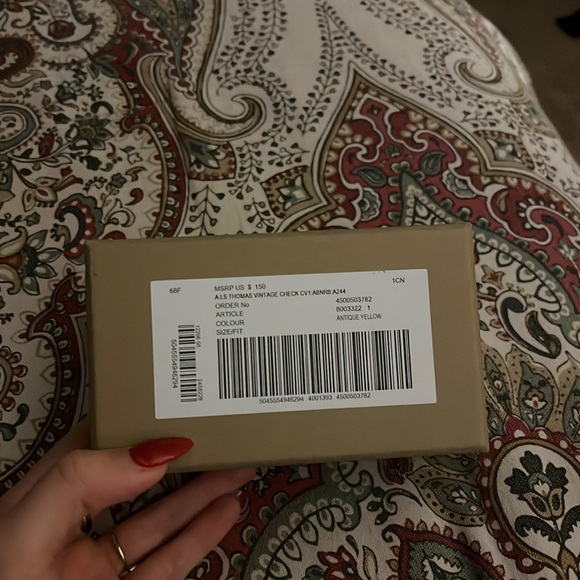 68F
MSRP US $ 150
1CN
A LS THOMAS VINTAGE CHECK CV1:ABNRB A244
ORDER No 4500503782
ARTICLE 8003322 1
COLOUR ANTIQUE YELLOW
SIZE/FIT
5045554946294 4001393 4500503782
5045554946294